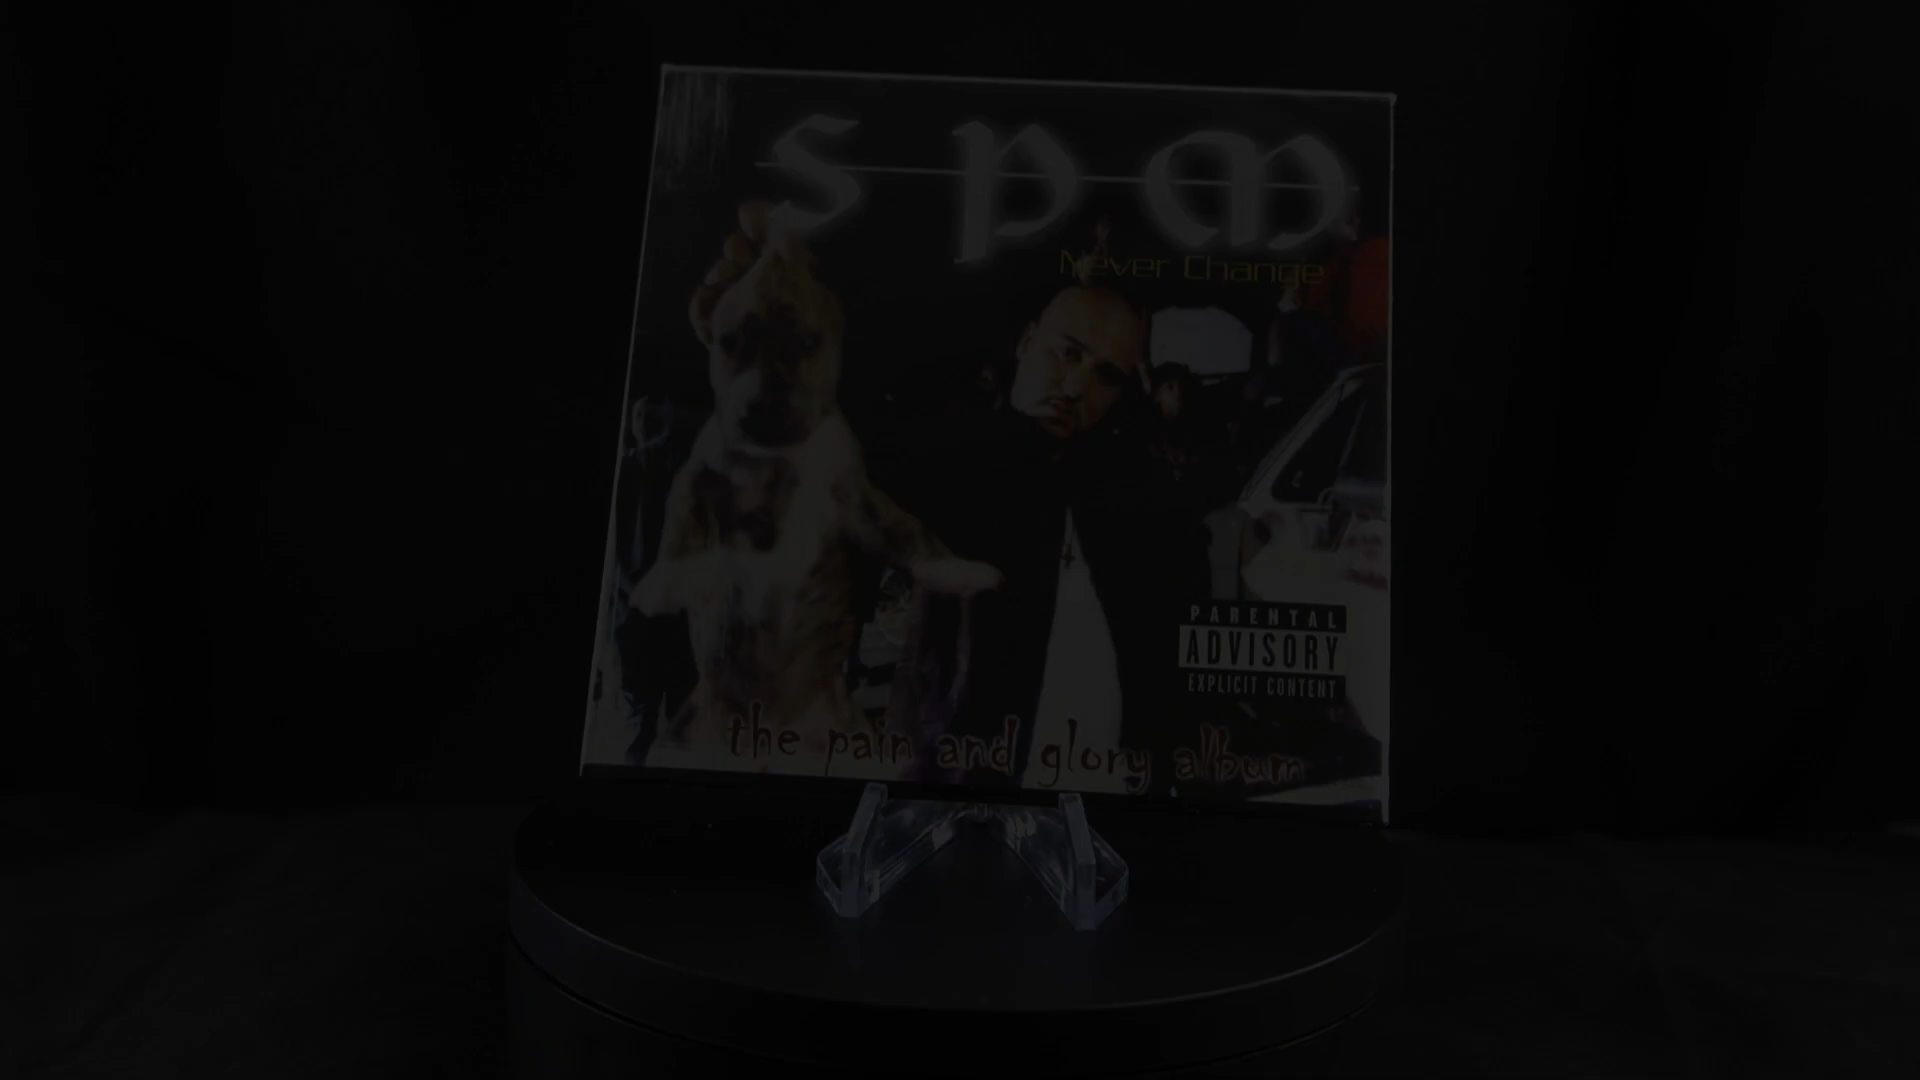 SPM
Never Change
PARENTAL
ADVISORY
EXPLICIT CONTENT
the pain and glory album